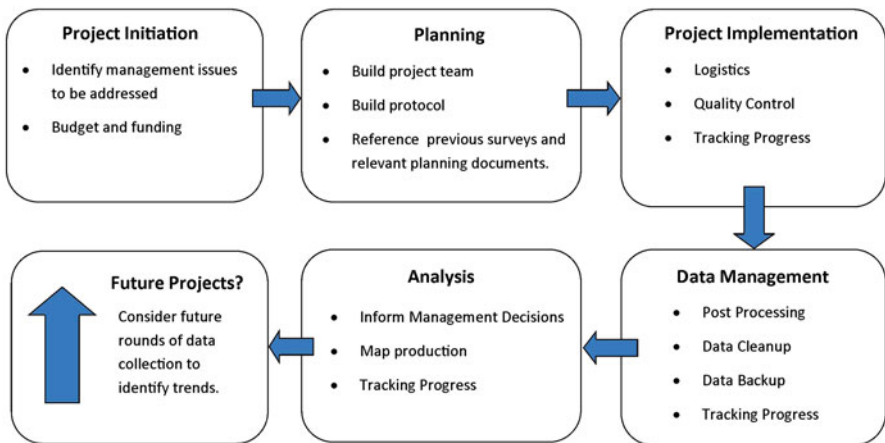 Project Initiation
• Identify management issues
to be addressed
• Budget and funding
Planning
• Build project team
• Build protocol
• Reference previous surveys and
relevant planning documents.
Project Implementation
• Logistics
• Quality Control
• Tracking Progress
Data Management
• Post Processing
• Data Cleanup
• Data Backup
• Tracking Progress
Analysis
• Inform Management Decisions
• Map production
• Tracking Progress
Future Projects?
Consider future
rounds of data
collection to
identify trends.